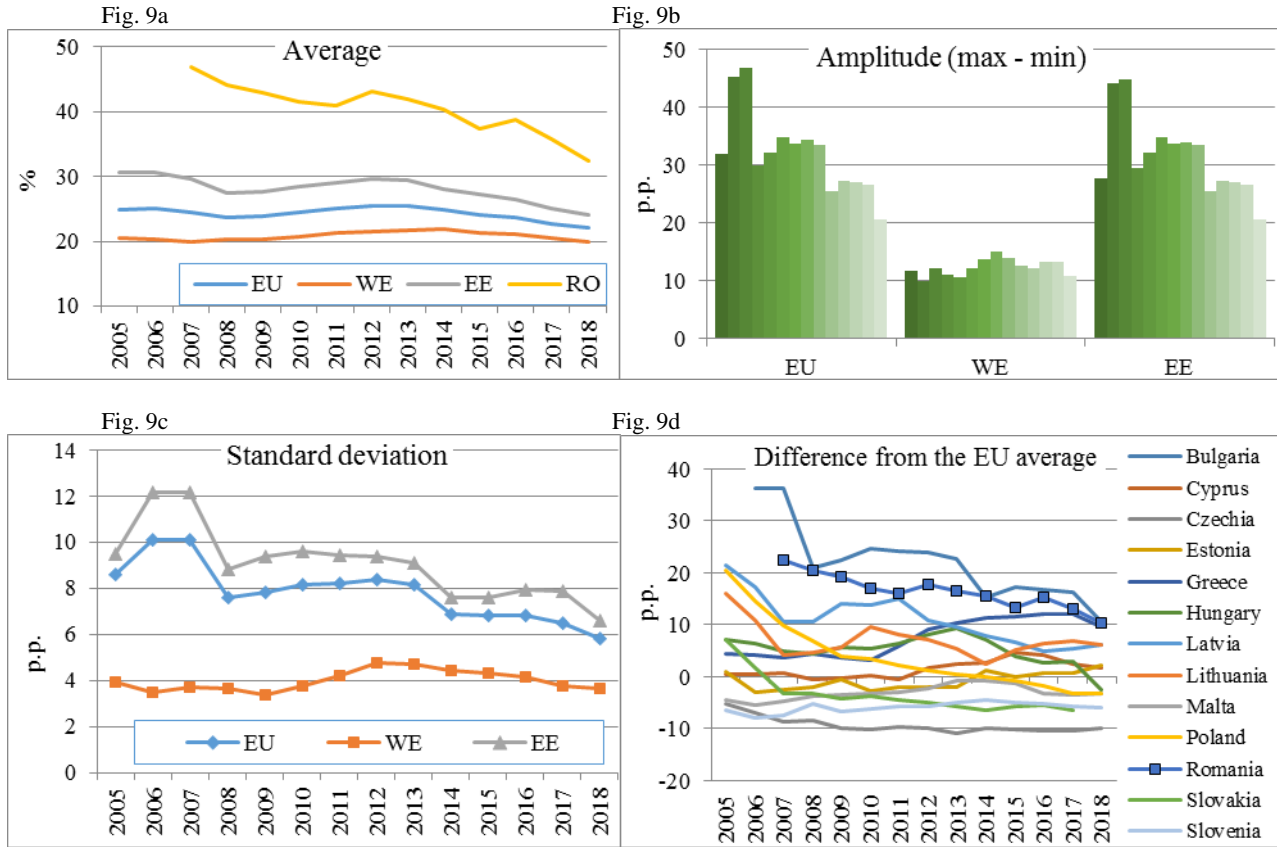 Fig. 9a
Average
50
40
30
20
10
%
EU WE EE RO
2005 2006 2007 2008 2009 2010 2011 2012 2013 2014 2015 2016 2017 2018
Fig. 9b
Amplitude (max - min)
50
40
30
20
10
0
p.p.
EU WE EE
Fig. 9c
Standard deviation
14
12
10
8
6
4
2
0
p.p.
EU WE EE
2005 2006 2007 2008 2009 2010 2011 2012 2013 2014 2015 2016 2017 2018
Fig. 9d
Difference from the EU average
40
30
20
10
0
-10
-20
p.p.
2005 2006 2007 2008 2009 2010 2011 2012 2013 2014 2015 2016 2017 2018
Bulgaria
Cyprus
Czechia
Estonia
Greece
Hungary
Latvia
Lithuania
Malta
Poland
Romania
Slovakia
Slovenia